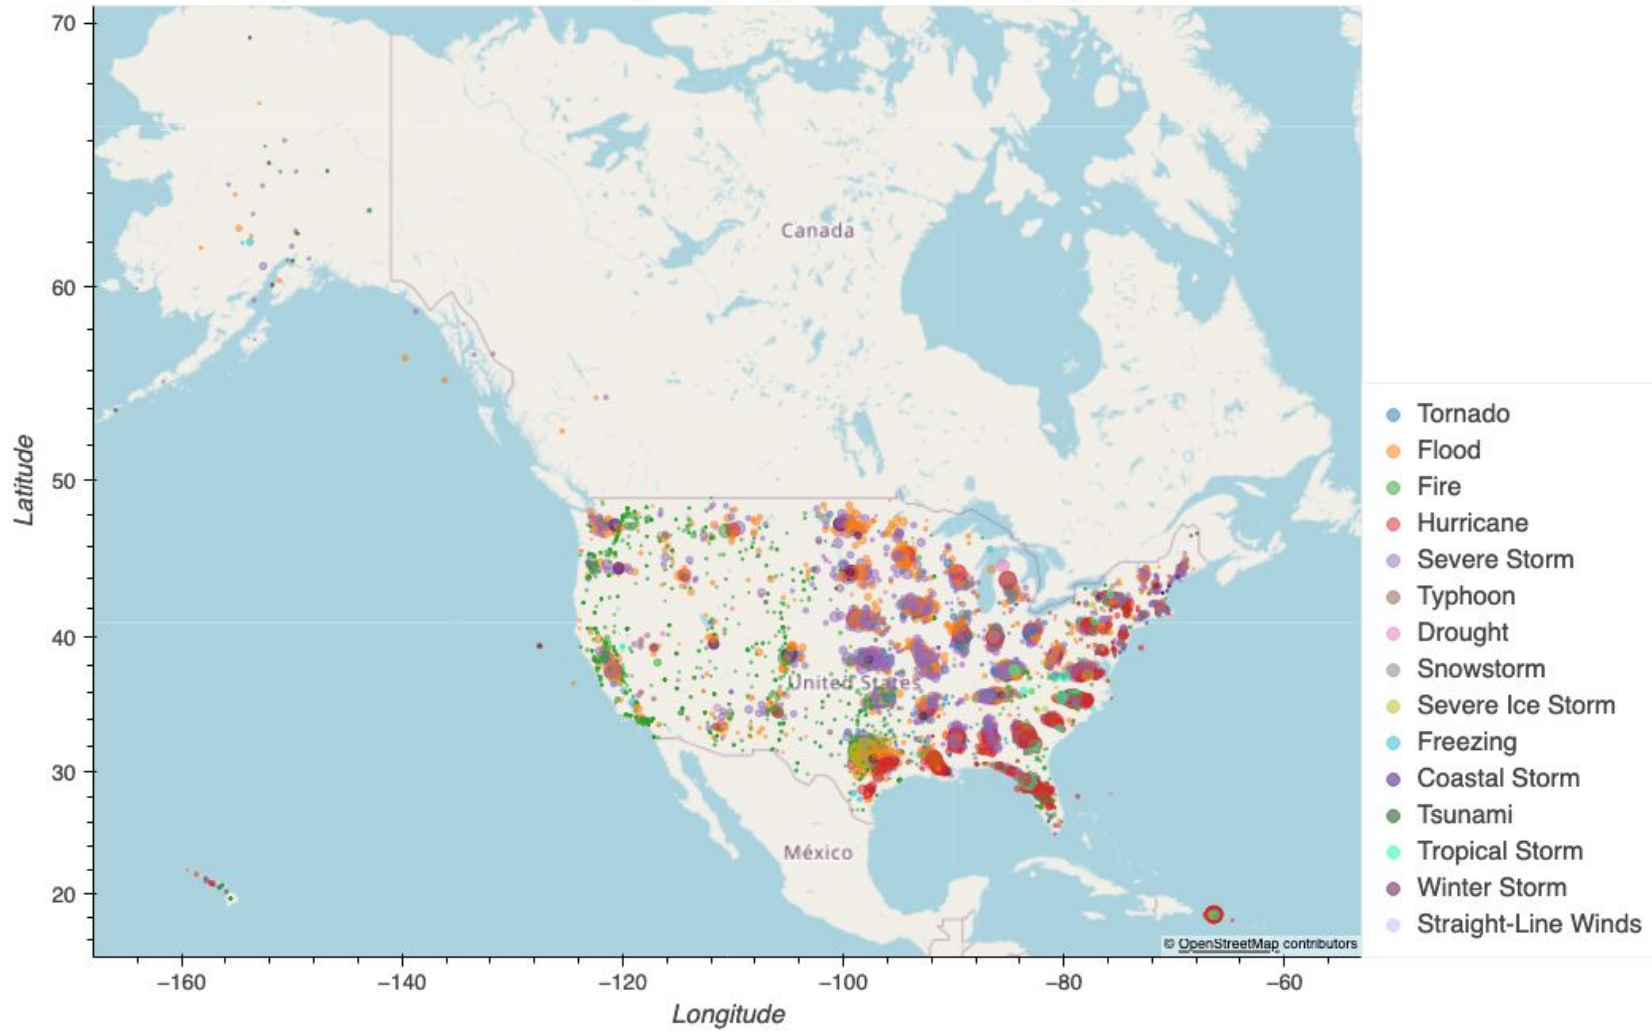 70
60
50
40
30
20
Latitude
Canada
United States
México
© OpenStreetMap contributors
−160
−140
−120
−100
−80
−60
Longitude
Tornado
Flood
Fire
Hurricane
Severe Storm
Typhoon
Drought
Snowstorm
Severe Ice Storm
Freezing
Coastal Storm
Tsunami
Tropical Storm
Winter Storm
Straight-Line Winds